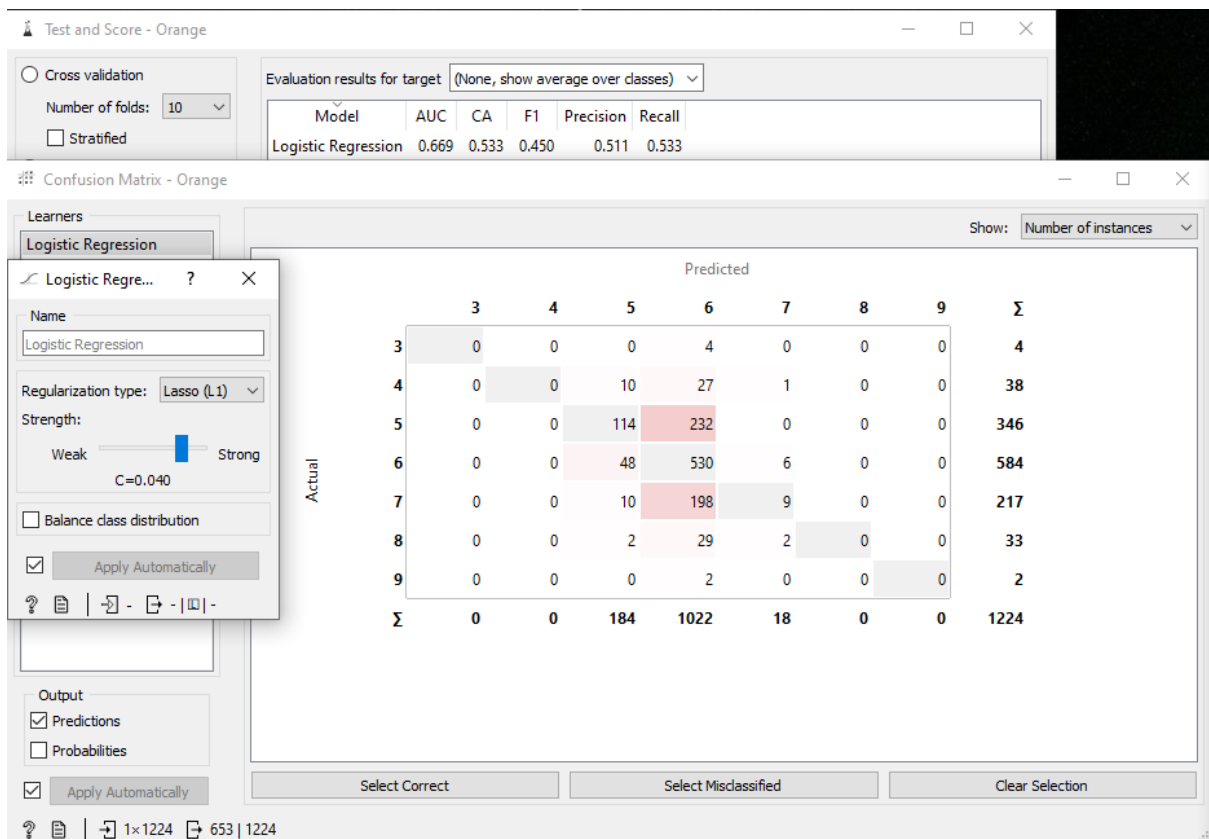 Test and Score - Orange
Cross validation
Number of folds: 10
Stratified
Evaluation results for target (None, show average over classes)
Model AUC CA F1 Precision Recall
Logistic Regression 0.669 0.533 0.450 0.511 0.533
Confusion Matrix - Orange
Learners
Logistic Regression
Show: Number of instances
Logistic Regre... ?
Name
Logistic Regression
Regularization type: Lasso (L1)
Strength:
Weak Strong
C=0.040
Balance class distribution
Apply Automatically
? - - | - 
Predicted
3 4 5 6 7 8 9 Σ
Actual
3 0 0 0 4 0 0 0 4
4 0 0 10 27 1 0 0 38
5 0 0 114 232 0 0 0 346
6 0 0 48 530 6 0 0 584
7 0 0 10 198 9 0 0 217
8 0 0 2 29 2 0 0 33
9 0 0 0 2 0 0 0 2
Σ 0 0 184 1022 18 0 0 1224
Output
Predictions
Probabilities
Apply Automatically
Select Correct Select Misclassified Clear Selection
? 1×1224 653 | 1224